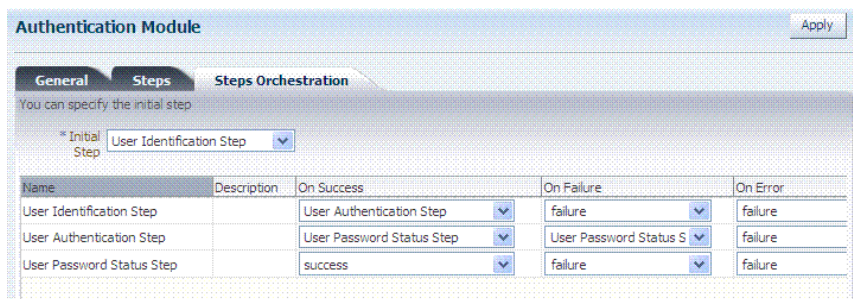 Authentication Module
Apply
General Steps Steps Orchestration
You can specify the initial step
* Initial Step User Identification Step
Name Description On Success On Failure On Error
User Identification Step User Authentication Step failure failure
User Authentication Step User Password Status Step User Password Status S failure
User Password Status Step success failure failure